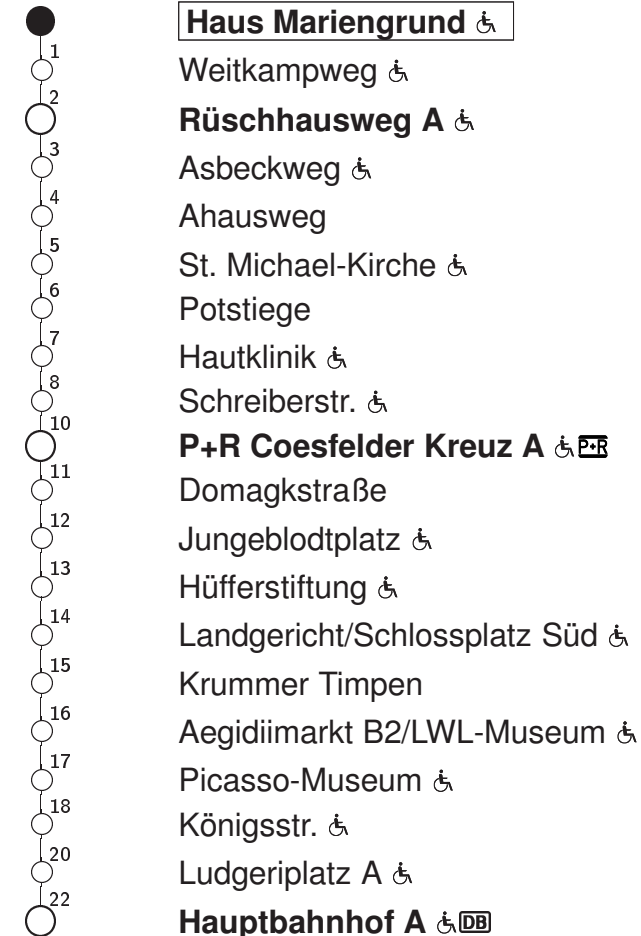 Haus Mariengrund
1 Weitkampweg
2 Rüschhausweg A
3 Asbeckweg
4 Ahausweg
5 St. Michael-Kirche
6 Potstiege
7 Hautklinik
8 Schreiberstr.
10 P+R Coesfelder Kreuz A P+R
11 Domagkstraße
12 Jungeblodtplatz
13 Hüfferstiftung
14 Landgericht/Schlossplatz Süd
15 Krummer Timpen
16 Aegidiimarkt B2/LWL-Museum
17 Picasso-Museum
18 Königsstr.
20 Ludgeriplatz A
22 Hauptbahnhof A DB